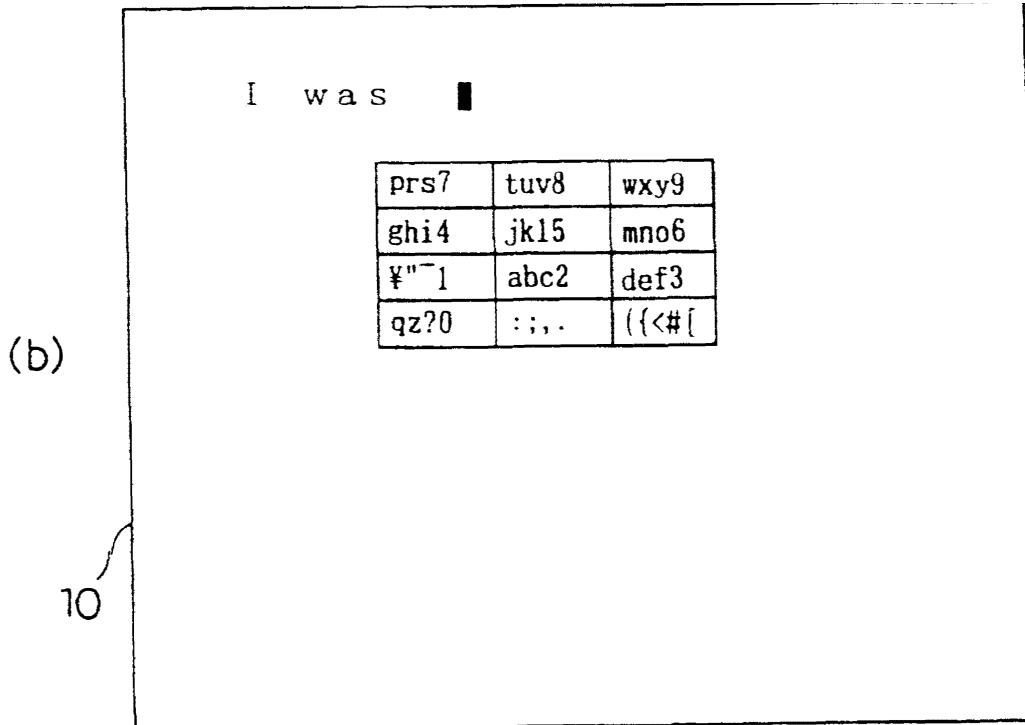 I was
prs7 tuv8 wxy9
ghi4 jkl5 mno6
¥"‾1 abc2 def3
qz?0 :;,. ({<#[
(b)
10